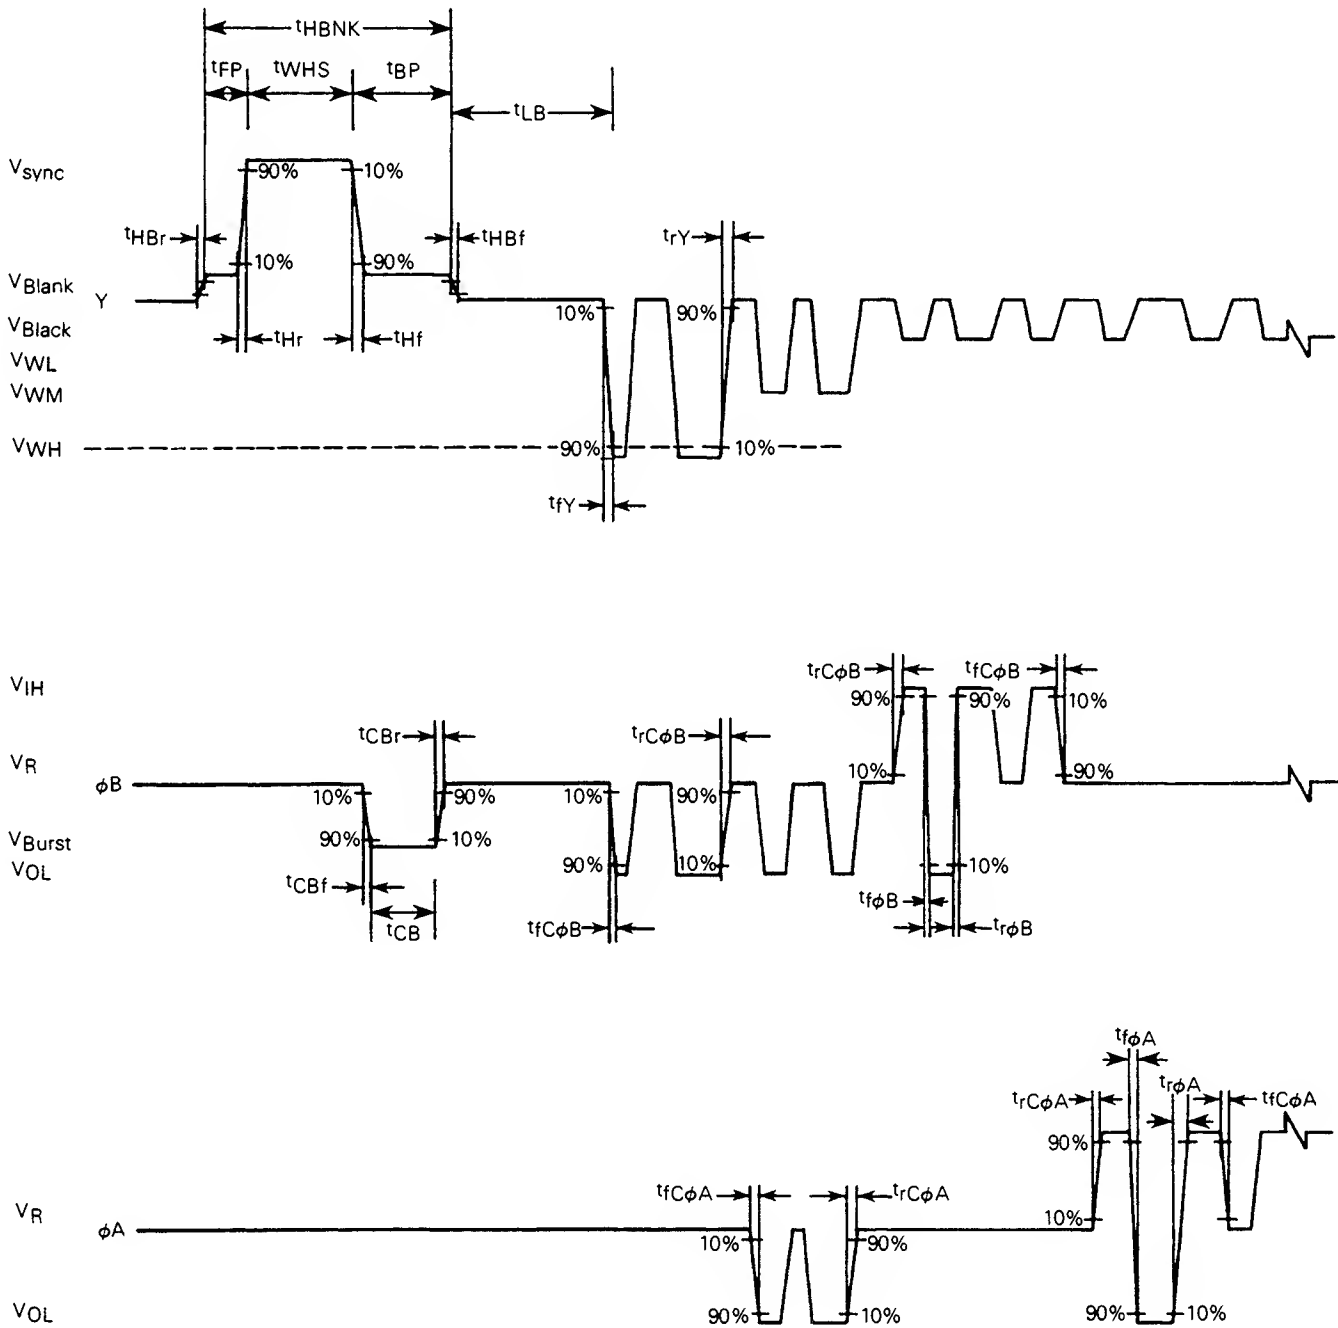 tHBNK
tFP tWHS tBP
tLB
Vsync
90% 10%
tHBr tHBf trY
10% 90%
VBlank
Y
10% 90%
VBlack
tHr tHf
VWL
VWM
VWH
90% 10%
tfY
trCφB tfCφB
VIH
90% 90% 10%
tCBr trCφB
VR
10% 90%
φB
10% 90% 10% 90%
VBurst
90% 10%
VOL
90% 10% 10%
tCBf
tfφB
tCB tfCφB trφB
tfφA
trφA
trCφA tfCφA
90% 90%
tfCφA trCφA
VR
10% 10%
φA
10% 90%
VOL
90% 10% 90% 10%